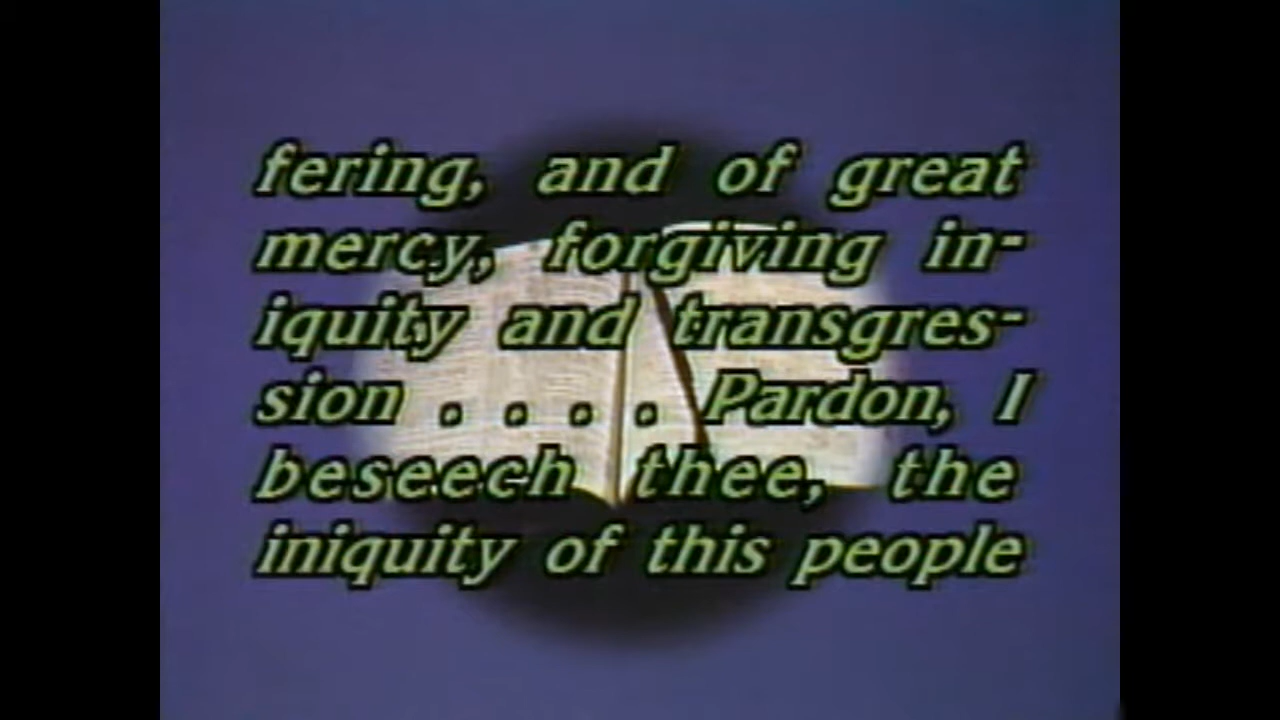 fering, and of great
mercy, forgiving in-
iquity and transgres-
sion . . . . Pardon, I
beseech thee, the
iniquity of this people